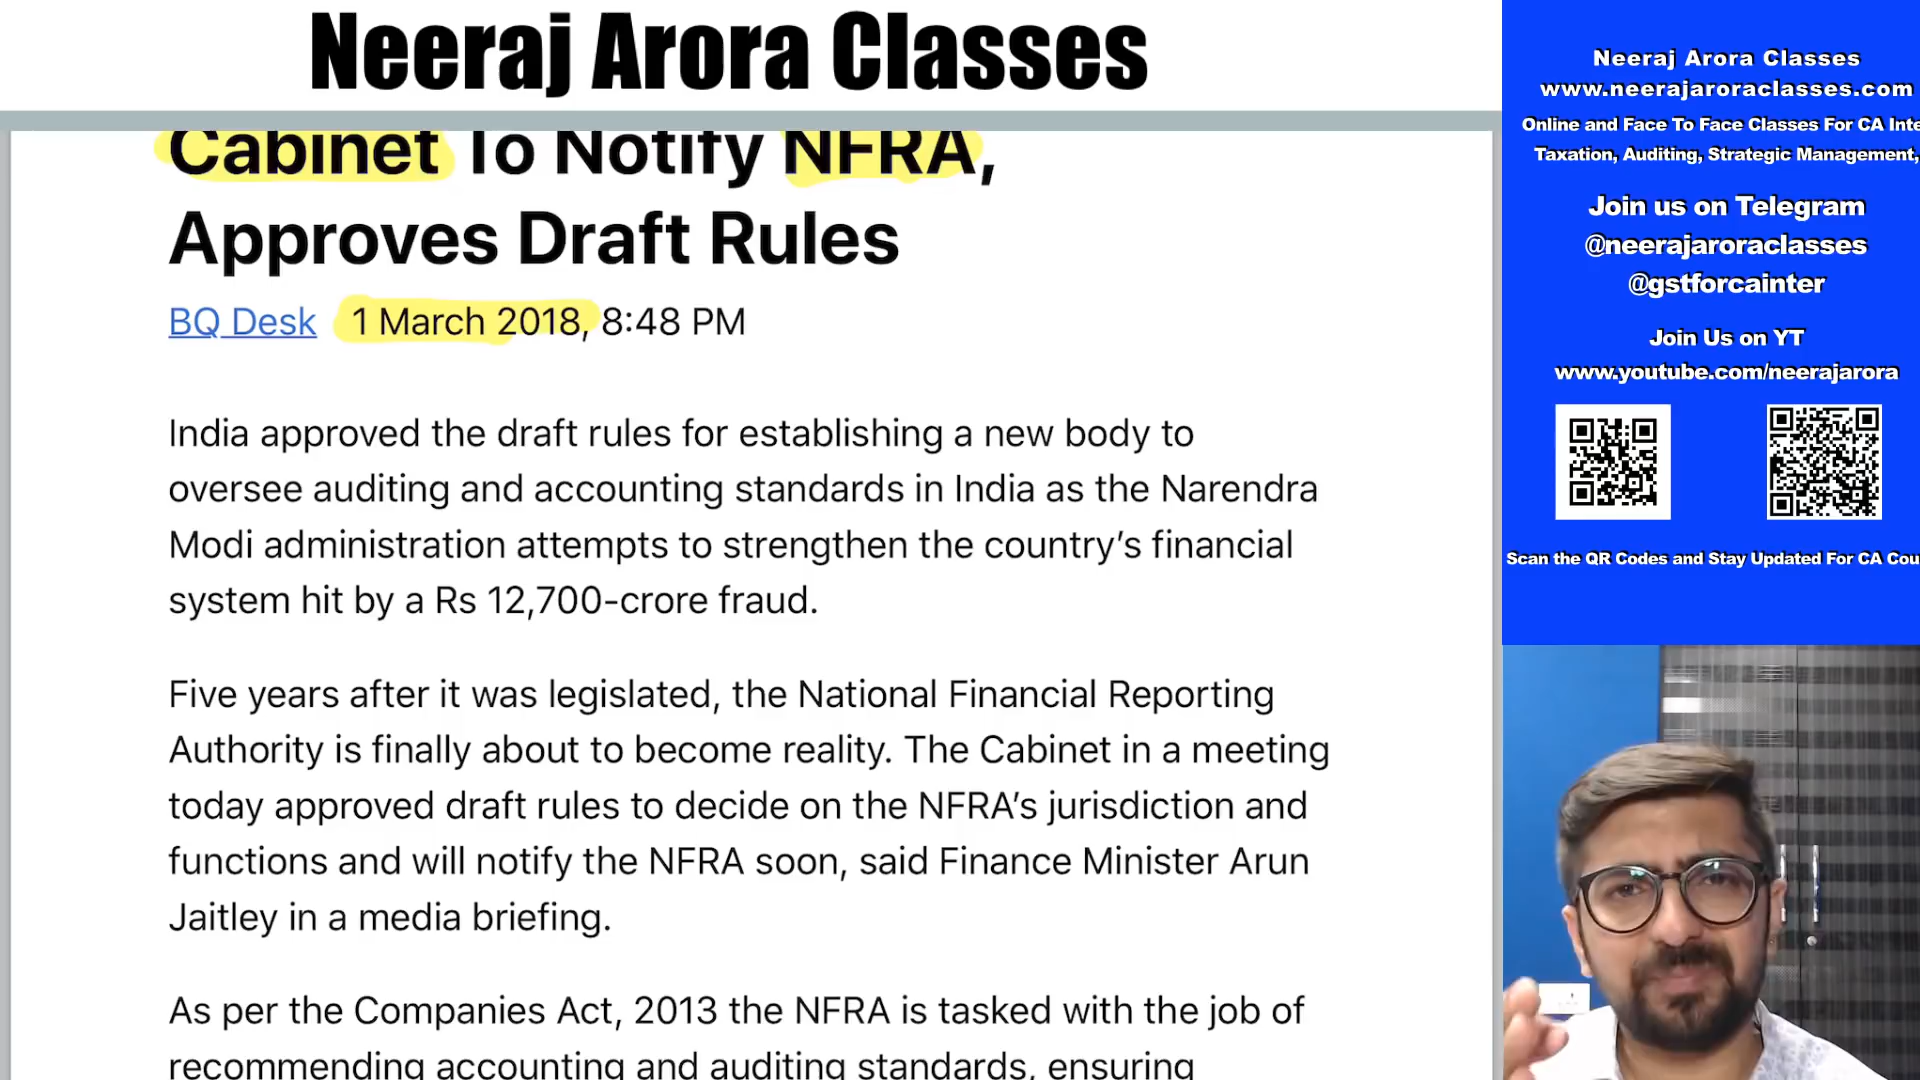 Neeraj Arora Classes
Cabinet To Notify NFRA,
Approves Draft Rules
BQ Desk 1 March 2018, 8:48 PM
India approved the draft rules for establishing a new body to
oversee auditing and accounting standards in India as the Narendra
Modi administration attempts to strengthen the country’s financial
system hit by a Rs 12,700-crore fraud.
Five years after it was legislated, the National Financial Reporting
Authority is finally about to become reality. The Cabinet in a meeting
today approved draft rules to decide on the NFRA’s jurisdiction and
functions and will notify the NFRA soon, said Finance Minister Arun
Jaitley in a media briefing.
As per the Companies Act, 2013 the NFRA is tasked with the job of
recommending accounting and auditing standards, ensuring
Neeraj Arora Classes
www.neerajaroraclasses.com
Online and Face To Face Classes For CA Inte
Taxation, Auditing, Strategic Management,
Join us on Telegram
@neerajaroraclasses
@gstforcainter
Join Us on YT
www.youtube.com/neerajarora
Scan the QR Codes and Stay Updated For CA Cou